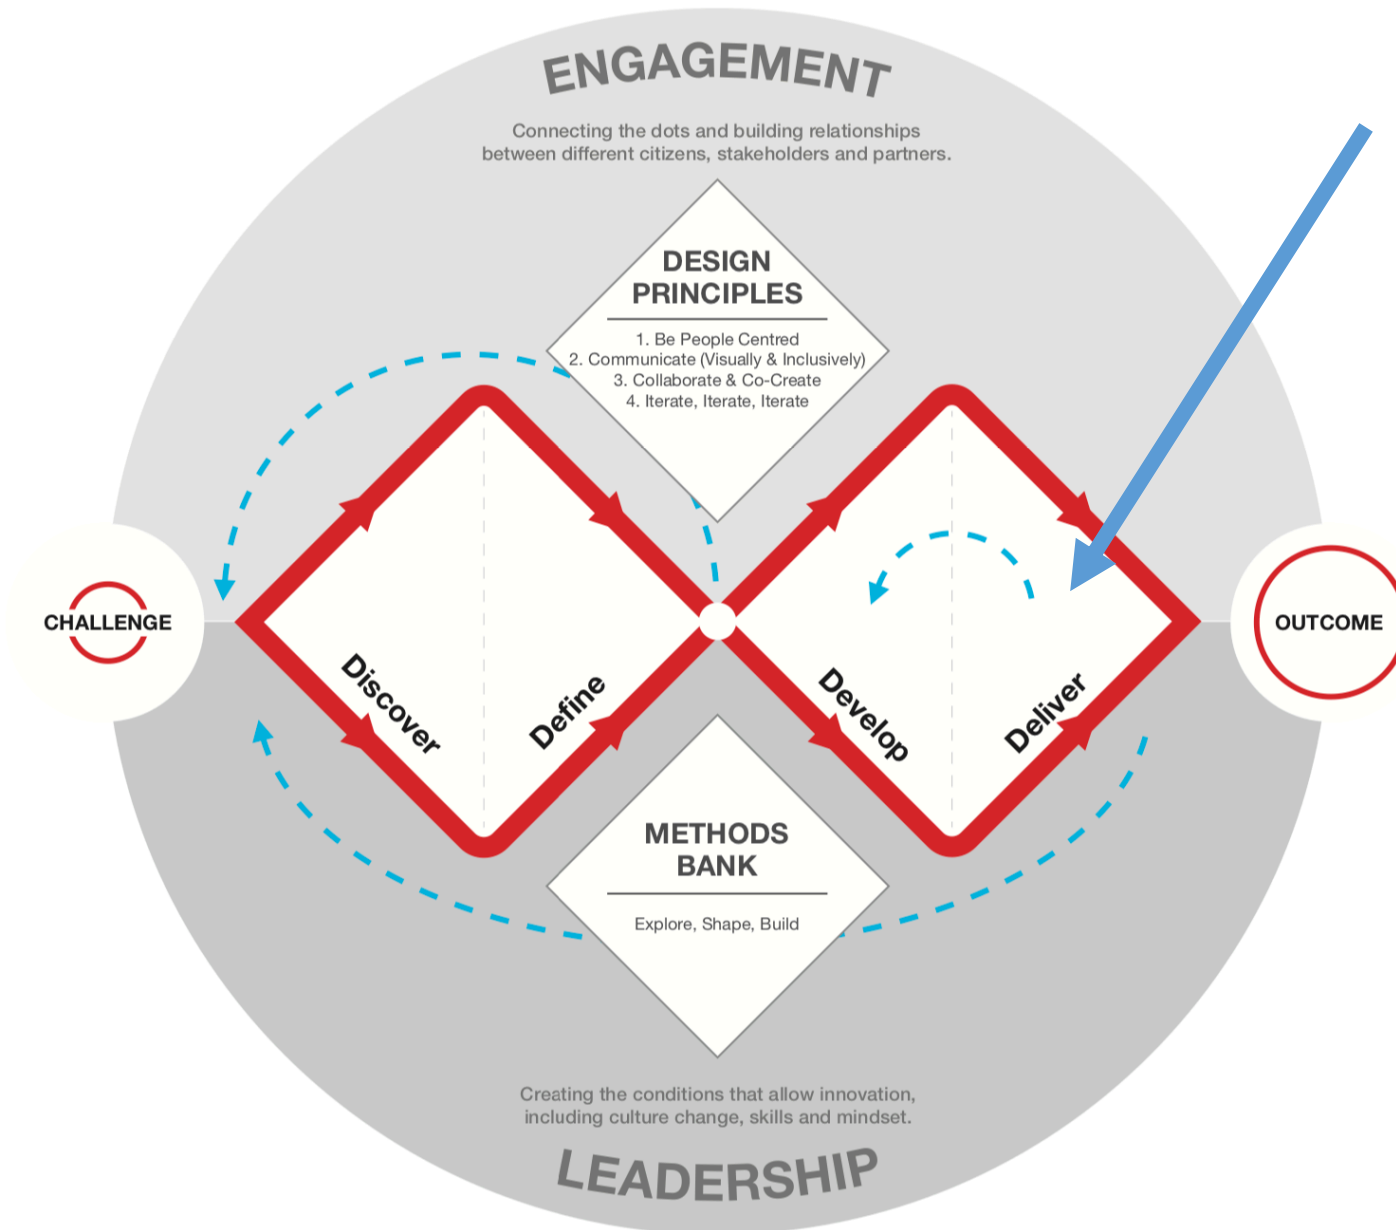 ENGAGEMENT
Connecting the dots and building relationships
between different citizens, stakeholders and partners.
DESIGN
PRINCIPLES
1. Be People Centred
2. Communicate (Visually & Inclusively)
3. Collaborate & Co-Create
4. Iterate, Iterate, Iterate
CHALLENGE
OUTCOME
Discover
Define
Develop
Deliver
METHODS
BANK
Explore, Shape, Build
Creating the conditions that allow innovation,
including culture change, skills and mindset.
LEADERSHIP